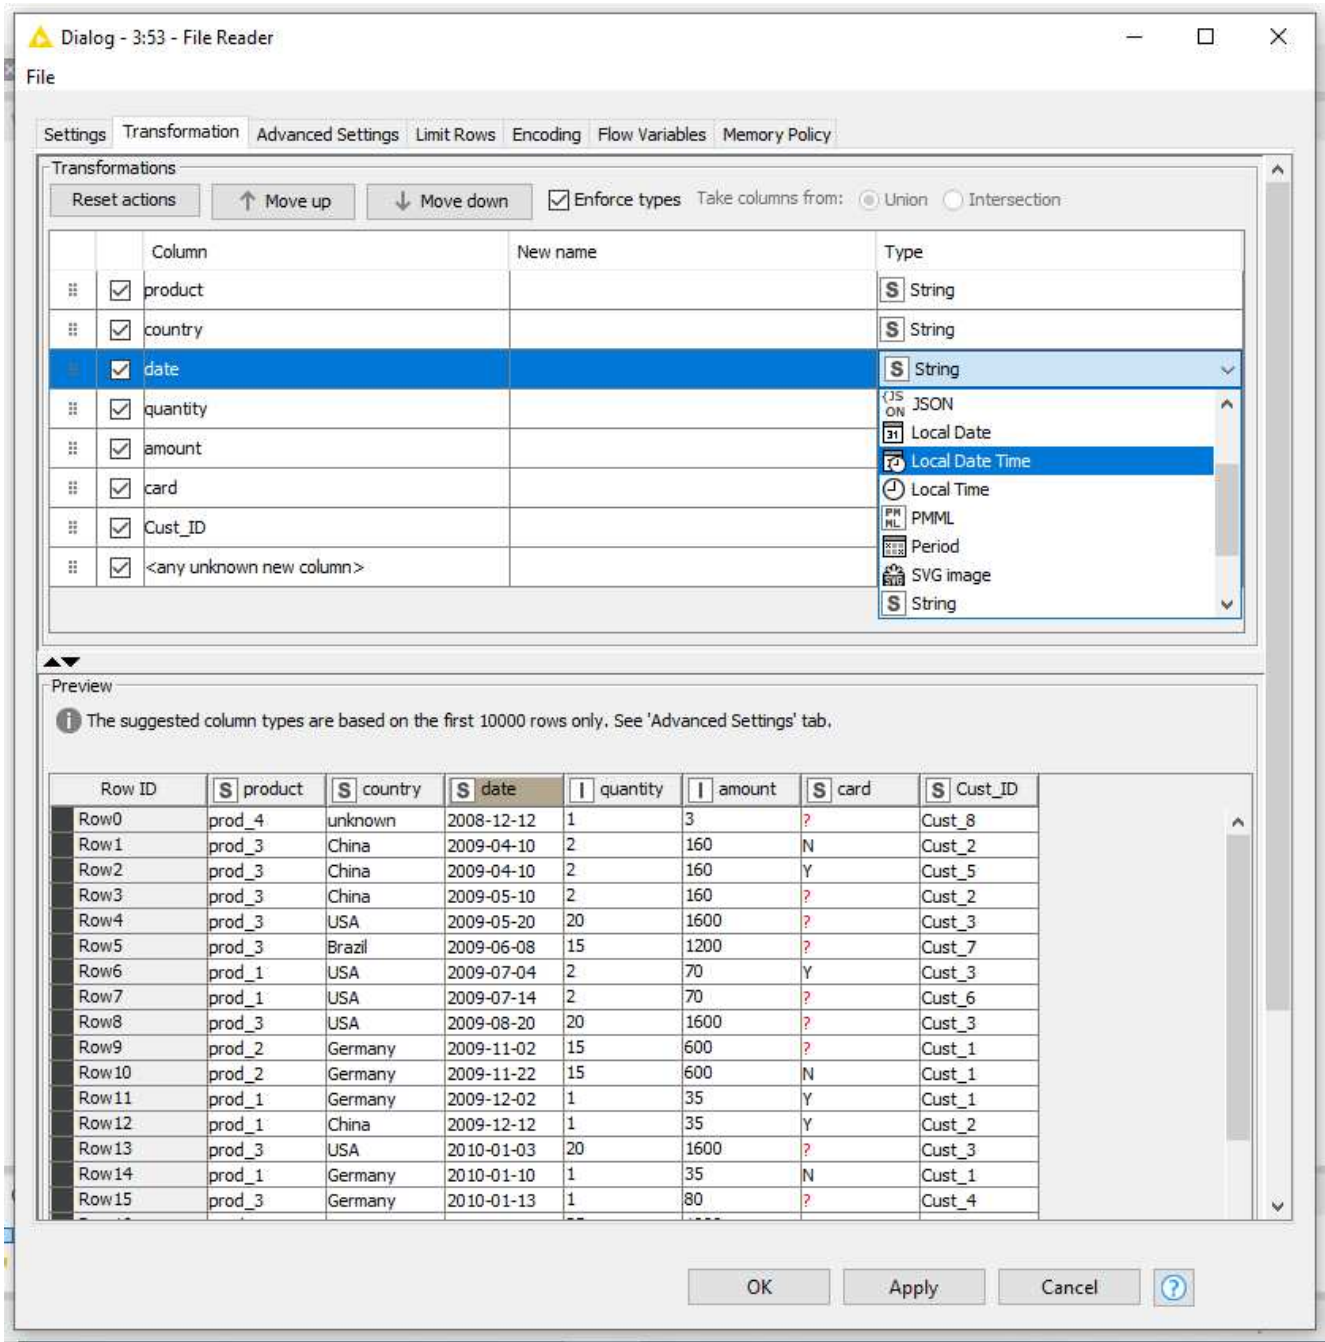 Dialog - 3:53 - File Reader
File
Settings Transformation Advanced Settings Limit Rows Encoding Flow Variables Memory Policy
Transformations
Reset actions Move up Move down Enforce types Take columns from: Union Intersection
Column New name Type
product S String
country S String
date S String
quantity
amount
card
Cust_ID
<any unknown new column>
{JS ON JSON
31 Local Date
Local Date Time
Local Time
PM ML PMML
Period
SVG SVG image
S String
Preview
The suggested column types are based on the first 10000 rows only. See 'Advanced Settings' tab.
Row ID S product S country S date I quantity I amount S card S Cust_ID
Row0 prod_4 unknown 2008-12-12 1 3 ? Cust_8
Row1 prod_3 China 2009-04-10 2 160 N Cust_2
Row2 prod_3 China 2009-04-10 2 160 Y Cust_5
Row3 prod_3 China 2009-05-10 2 160 ? Cust_2
Row4 prod_3 USA 2009-05-20 20 1600 ? Cust_3
Row5 prod_3 Brazil 2009-06-08 15 1200 ? Cust_7
Row6 prod_1 USA 2009-07-04 2 70 Y Cust_3
Row7 prod_1 USA 2009-07-14 2 70 ? Cust_6
Row8 prod_3 USA 2009-08-20 20 1600 ? Cust_3
Row9 prod_2 Germany 2009-11-02 15 600 ? Cust_1
Row10 prod_2 Germany 2009-11-22 15 600 N Cust_1
Row11 prod_1 Germany 2009-12-02 1 35 Y Cust_1
Row12 prod_1 China 2009-12-12 1 35 Y Cust_2
Row13 prod_3 USA 2010-01-03 20 1600 ? Cust_3
Row14 prod_1 Germany 2010-01-10 1 35 N Cust_1
Row15 prod_3 Germany 2010-01-13 1 80 ? Cust_4
OK Apply Cancel ?